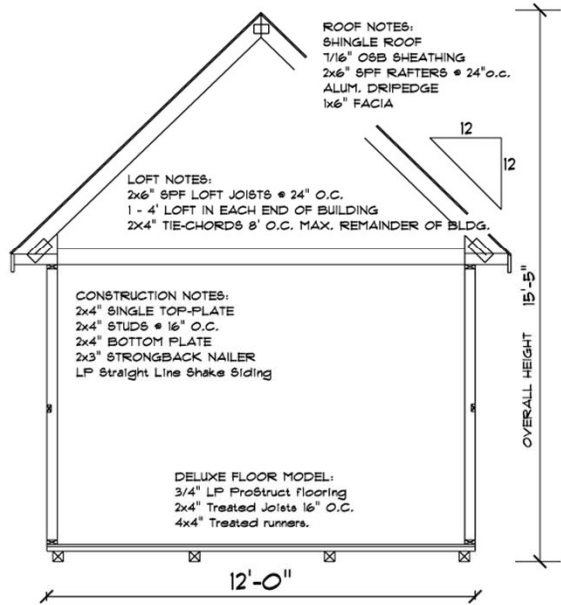 ROOF NOTES:
SHINGLE ROOF
7/16" OSB SHEATHING
2x6" SPF RAFTERS @ 24"o.c.
ALUM. DRIPEDGE
1x6" FACIA
12
12
LOFT NOTES:
2x6" SPF LOFT JOISTS @ 24" O.C.
1 - 4' LOFT IN EACH END OF BUILDING
2X4" TIE-CHORDS 8' O.C. MAX. REMAINDER OF BLDG.
CONSTRUCTION NOTES:
2x4" SINGLE TOP-PLATE
2x4" STUDS @ 16" O.C.
2x4" BOTTOM PLATE
2x3" STRONGBACK NAILER
LP Straight Line Shake Siding
OVERALL HEIGHT 15'-5"
DELUXE FLOOR MODEL:
3/4" LP ProStruct flooring
2x4" Treated Joists 16" O.C.
4x4" Treated runners.
12'-0"